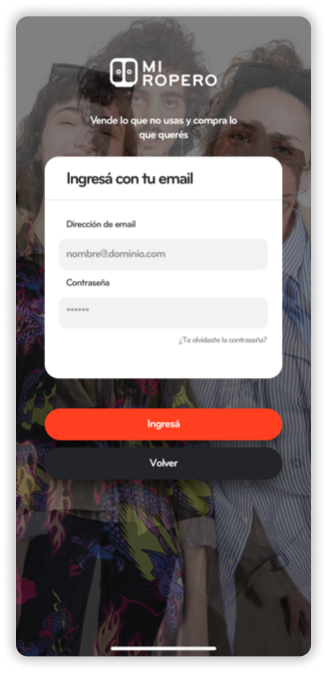 MI
ROPERO
Vende lo que no usas y compra lo
que querés
Ingresá con tu email
Dirección de email
nombre@dominio.com
Contraseña
******
¿Te olvidaste la contraseña?
Ingresá
Volver